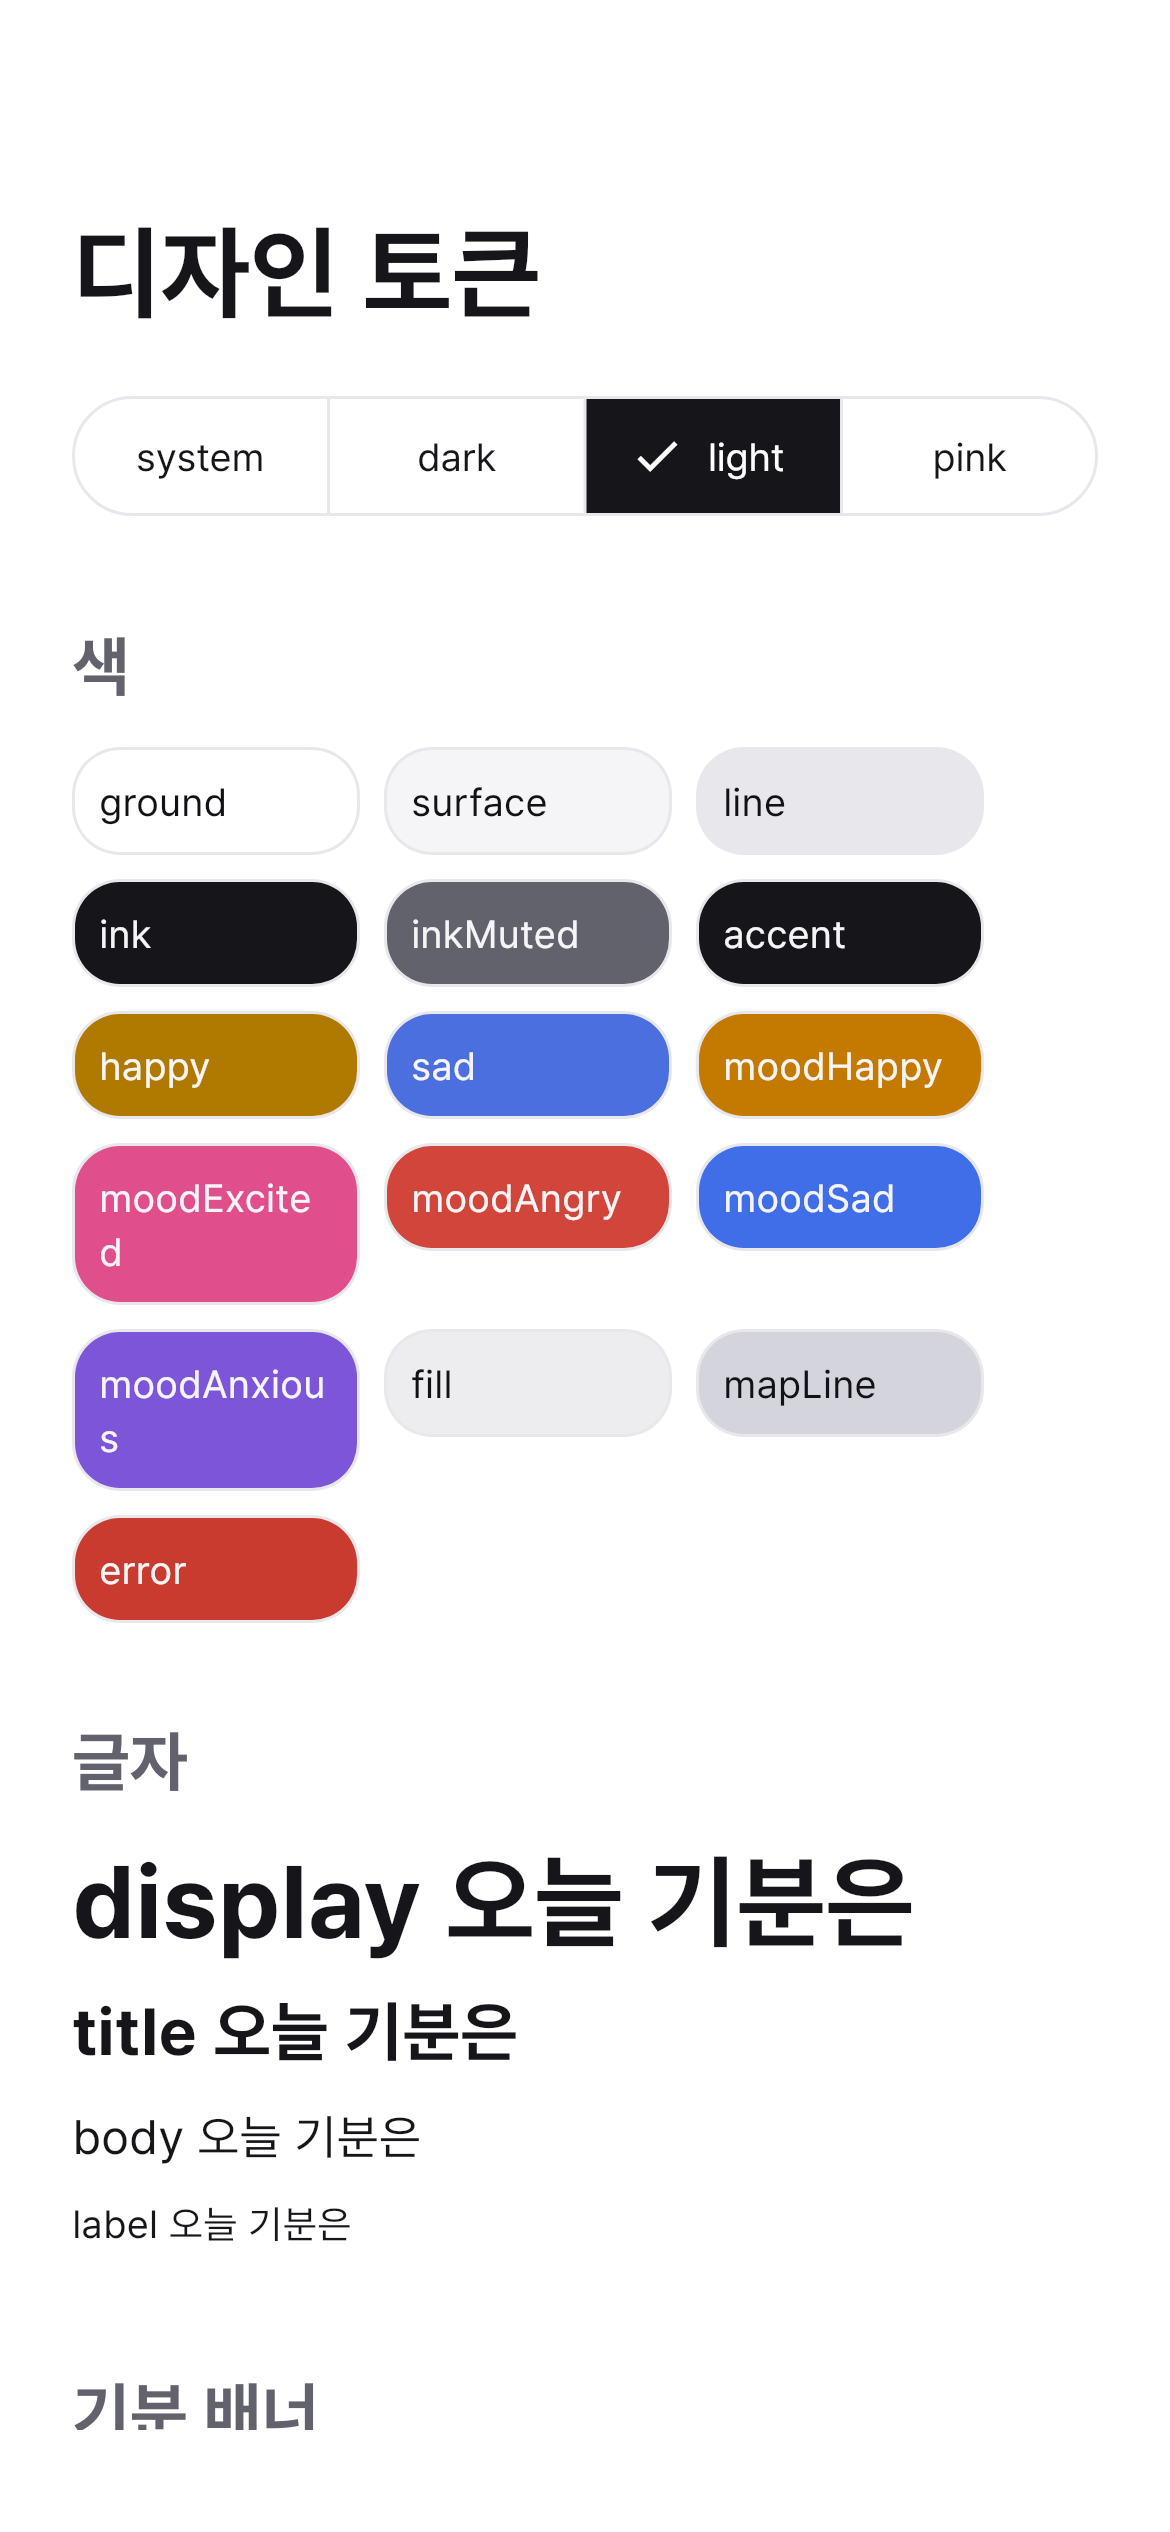 디자인 토큰
system dark light pink
색
ground surface line
ink inkMuted accent
happy sad moodHappy
moodExcite moodAngry moodSad
d
moodAnxiou fill mapLine
s
error
글자
display 오늘 기분은
title 오늘 기분은
body 오늘 기분은
label 오늘 기분은
기분 배너